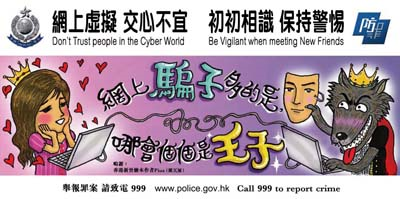 網上虛擬 交心不宜
Don't Trust people in the Cyber World
初初相識 保持警惕
Be Vigilant when meeting New Friends
網上騙子多的是,
哪會個個是王子
鳴謝:
舉報罪案 請致電 999 www.police.gov.hk Call 999 to report crime